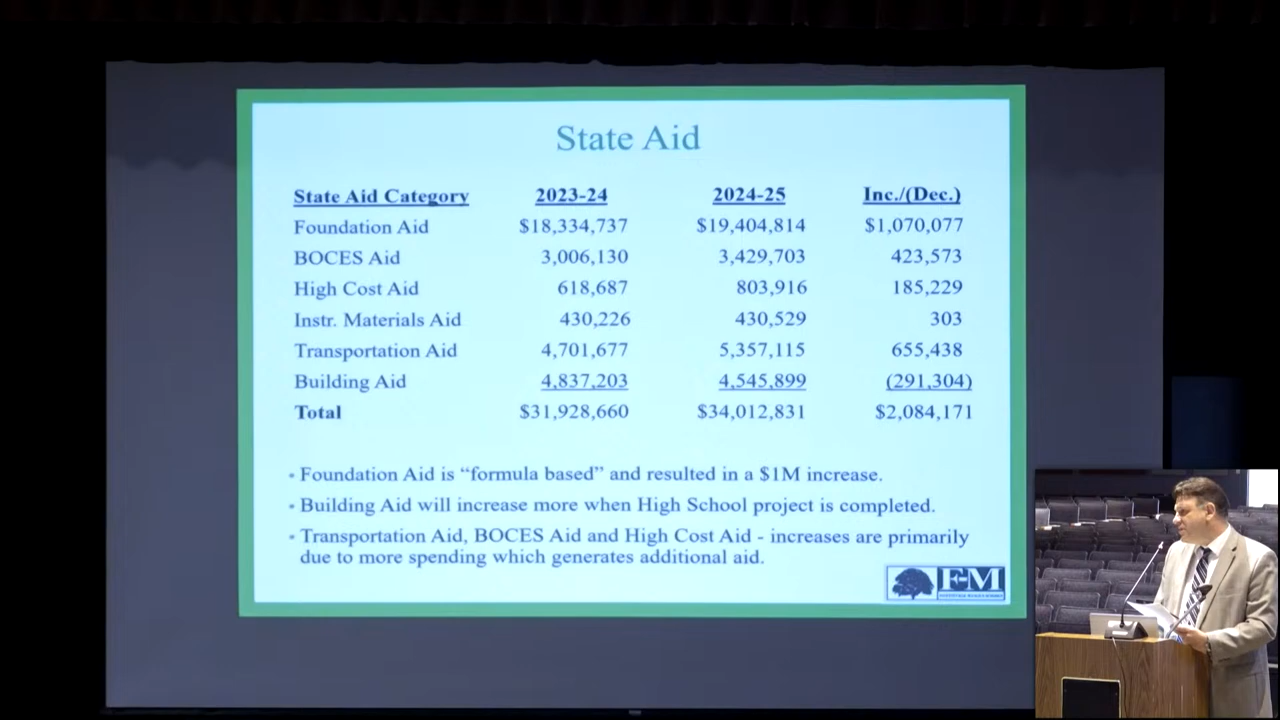 State Aid
State Aid Category 2023-24 2024-25 Inc./(Dec.)
Foundation Aid $18,334,737 $19,404,814 $1,070,077
BOCES Aid 3,006,130 3,429,703 423,573
High Cost Aid 618,687 803,916 185,229
Instr. Materials Aid 430,226 430,529 303
Transportation Aid 4,701,677 5,357,115 655,438
Building Aid 4,837,203 4,545,899 (291,304)
Total $31,928,660 $34,012,831 $2,084,171
• Foundation Aid is “formula based” and resulted in a $1M increase.
• Building Aid will increase more when High School project is completed.
• Transportation Aid, BOCES Aid and High Cost Aid - increases are primarily
due to more spending which generates additional aid.
F-M